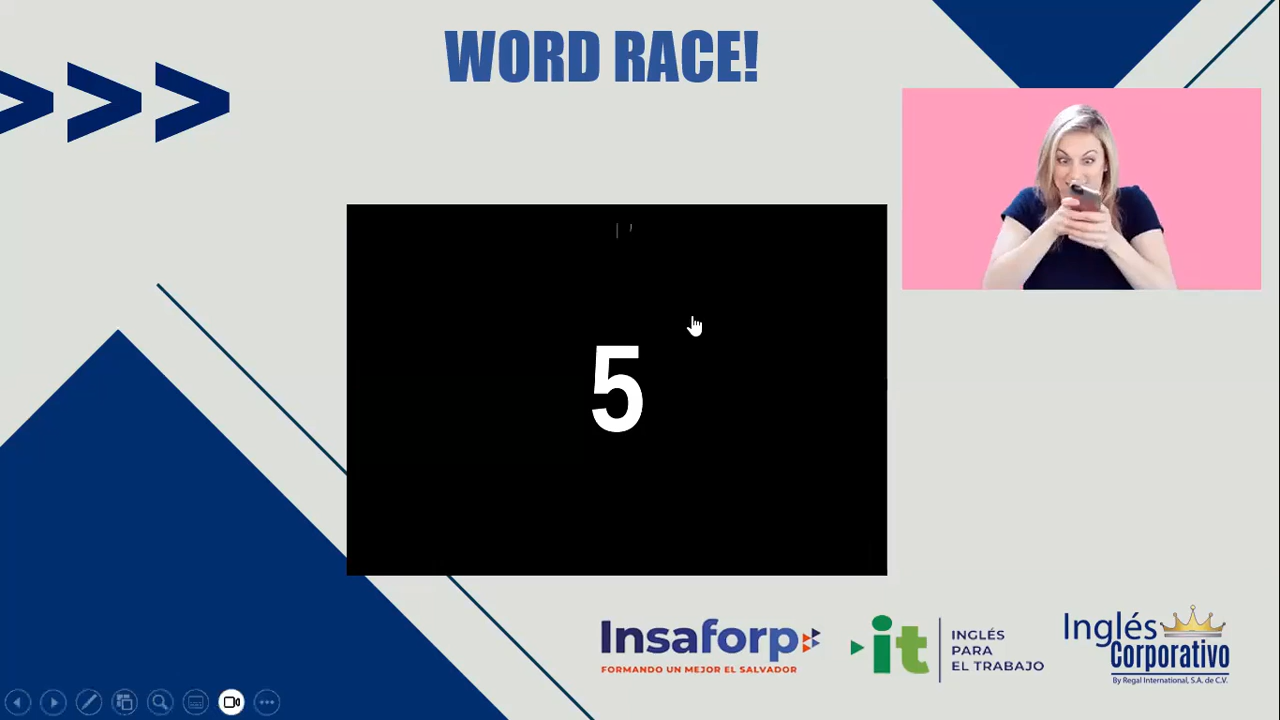 WORD RACE!
5
Insaforp
FORMANDO UN MEJOR EL SALVADOR
it
INGLÉS
PARA
EL TRABAJO
Inglés
Corporativo
By Regal International, S.A. de C.V.